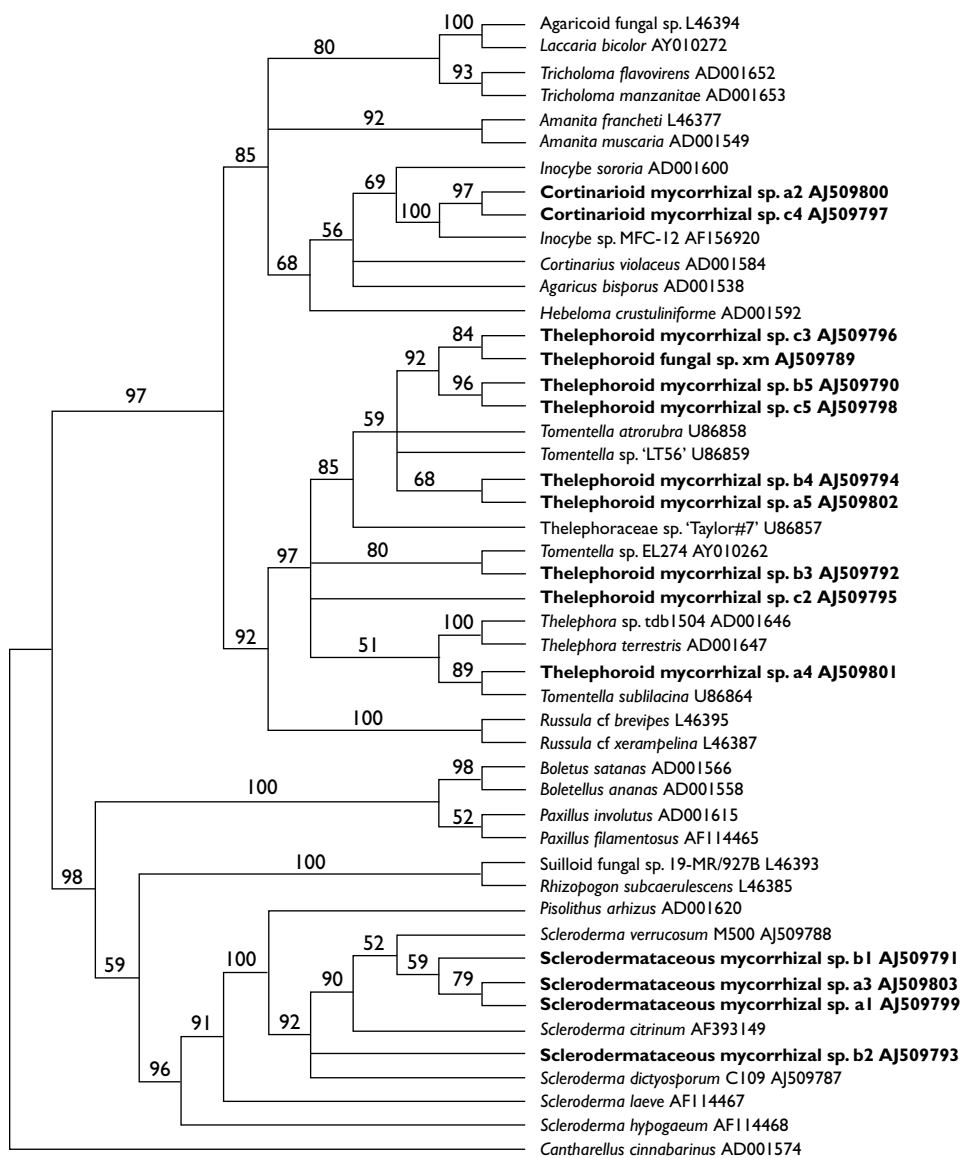 100 Agaricoid fungal sp. L46394
80 Laccaria bicolor AY010272
93 Tricholoma flavovirens AD001652
Tricholoma manzanitae AD001653
92 Amanita francheti L46377
Amanita muscaria AD001549
85
Inocybe sororia AD001600
69 97 Cortinarioid mycorrhizal sp. a2 AJ509800
100 Cortinarioid mycorrhizal sp. c4 AJ509797
56 Inocybe sp. MFC-12 AF156920
68 Cortinarius violaceus AD001584
Agaricus bisporus AD001538
Hebeloma crustuliniforme AD001592
84 Thelephoroid mycorrhizal sp. c3 AJ509796
92 Thelephoroid fungal sp. xm AJ509789
96 Thelephoroid mycorrhizal sp. b5 AJ509790
97 Thelephoroid mycorrhizal sp. c5 AJ509798
59 Tomentella atrorubra U86858
Tomentella sp. ‘LT56’ U86859
85 68 Thelephoroid mycorrhizal sp. b4 AJ509794
Thelephoroid mycorrhizal sp. a5 AJ509802
Thelephoraceae sp. ‘Taylor#7’ U86857
97 80 Tomentella sp. EL274 AY010262
Thelephoroid mycorrhizal sp. b3 AJ509792
Thelephoroid mycorrhizal sp. c2 AJ509795
100 Thelephora sp. tdb1504 AD001646
92 51 Thelephora terrestris AD001647
89 Thelephoroid mycorrhizal sp. a4 AJ509801
Tomentella sublilacina U86864
100 Russula cf brevipes L46395
Russula cf xerampelina L46387
98 Boletus satanas AD001566
100 Boletellus ananas AD001558
52 Paxillus involutus AD001615
Paxillus filamentosus AF114465
100 Suilloid fungal sp. 19-MR/927B L46393
98 Rhizopogon subcaerulescens L46385
Pisolithus arhizus AD001620
52 Scleroderma verrucosum M500 AJ509788
59 100 59 Sclerodermataceous mycorrhizal sp. b1 AJ509791
90 79 Sclerodermataceous mycorrhizal sp. a3 AJ509803
Sclerodermataceous mycorrhizal sp. a1 AJ509799
91 92 Scleroderma citrinum AF393149
Sclerodermataceous mycorrhizal sp. b2 AJ509793
96 Scleroderma dictyosporum C109 AJ509787
Scleroderma laeve AF114467
Scleroderma hypogaeum AF114468
Cantharellus cinnabarinus AD001574